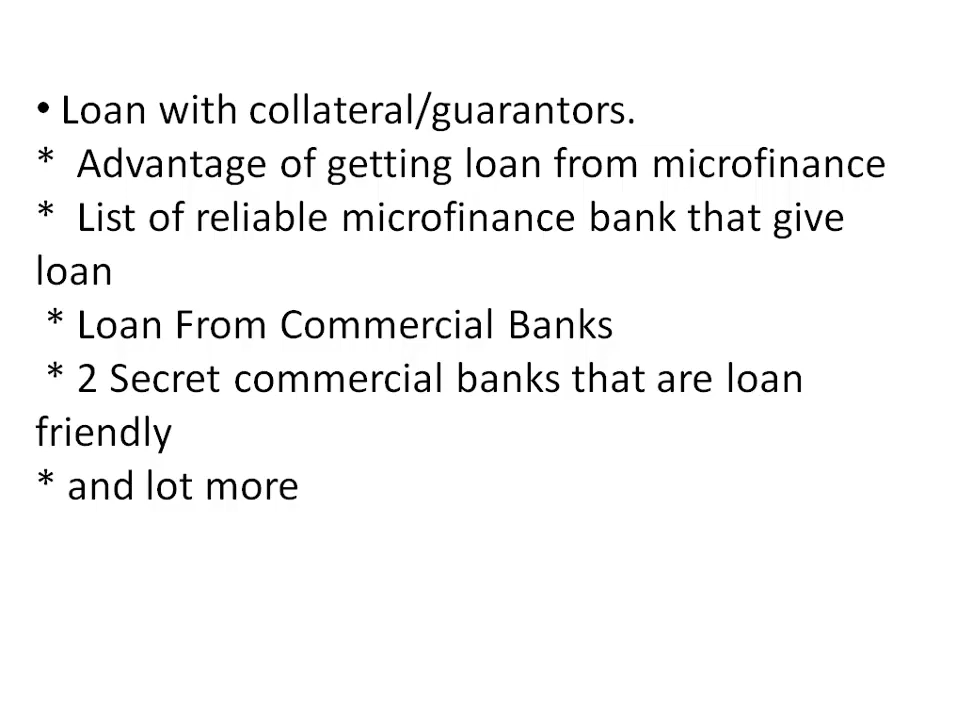 • Loan with collateral/guarantors.
* Advantage of getting loan from microfinance
* List of reliable microfinance bank that give
loan
* Loan From Commercial Banks
* 2 Secret commercial banks that are loan
friendly
* and lot more